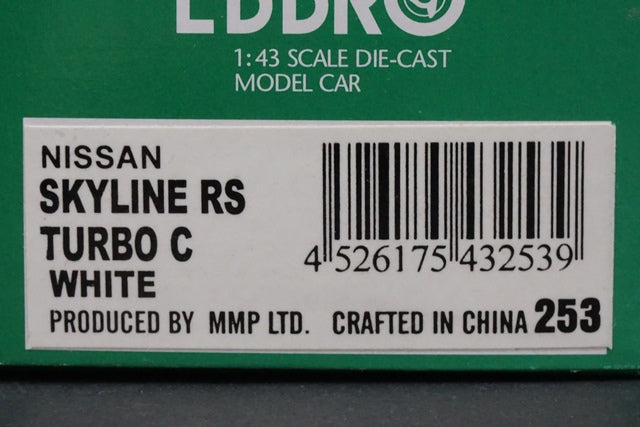 EBBRO
1:43 SCALE DIE-CAST
MODEL CAR
NISSAN
SKYLINE RS
TURBO C
WHITE
4 526175 432539
PRODUCED BY MMP LTD. CRAFTED IN CHINA 253